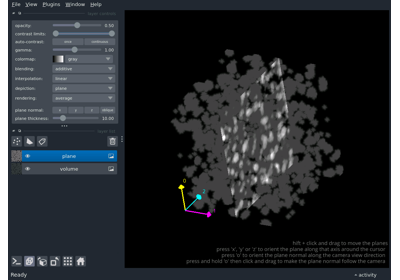 File View Plugins Window Help
opacity: 0.50
contrast limits:
auto-contrast: once continuous
gamma: 1.00
colormap: gray
blending: additive
interpolation: linear
depiction: plane
rendering: average
plane normal: x y z oblique
plane thickness: 10.00
plane
volume
0
2
hift + click and drag to move the planes
press 'x', 'y' or 'z' to orient the plane along that axis around the cursor
press 'o' to orient the plane normal along the camera view direction
press and hold 'o' then click and drag to make the plane normal follow the camera
Ready activity